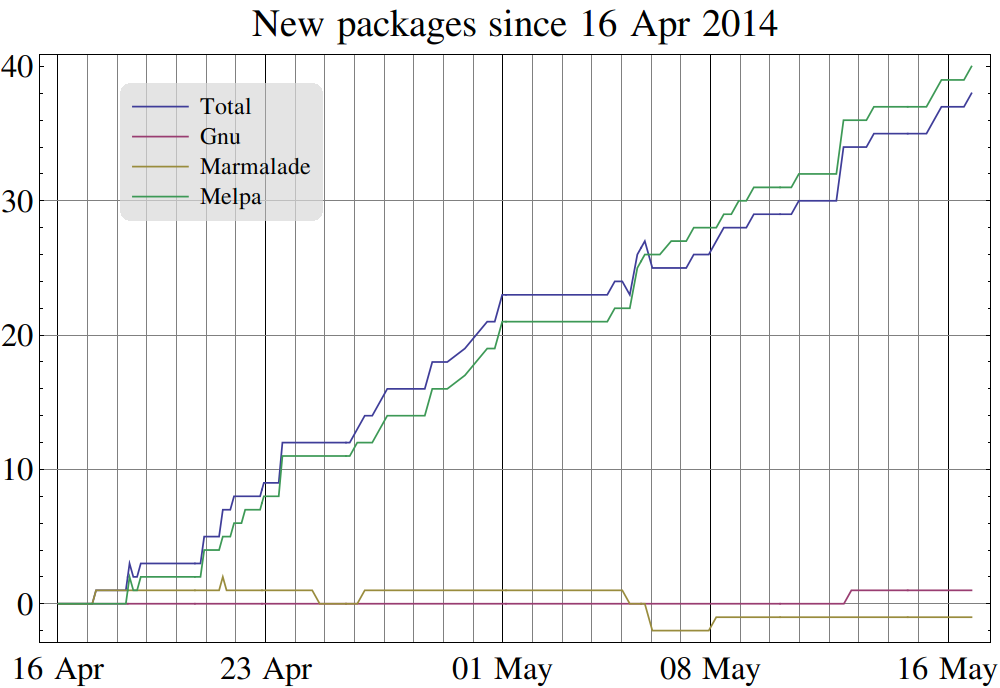 New packages since 16 Apr 2014
40
30
20
10
0
Total
Gnu
Marmalade
Melpa
16 Apr
23 Apr
01 May
08 May
16 May